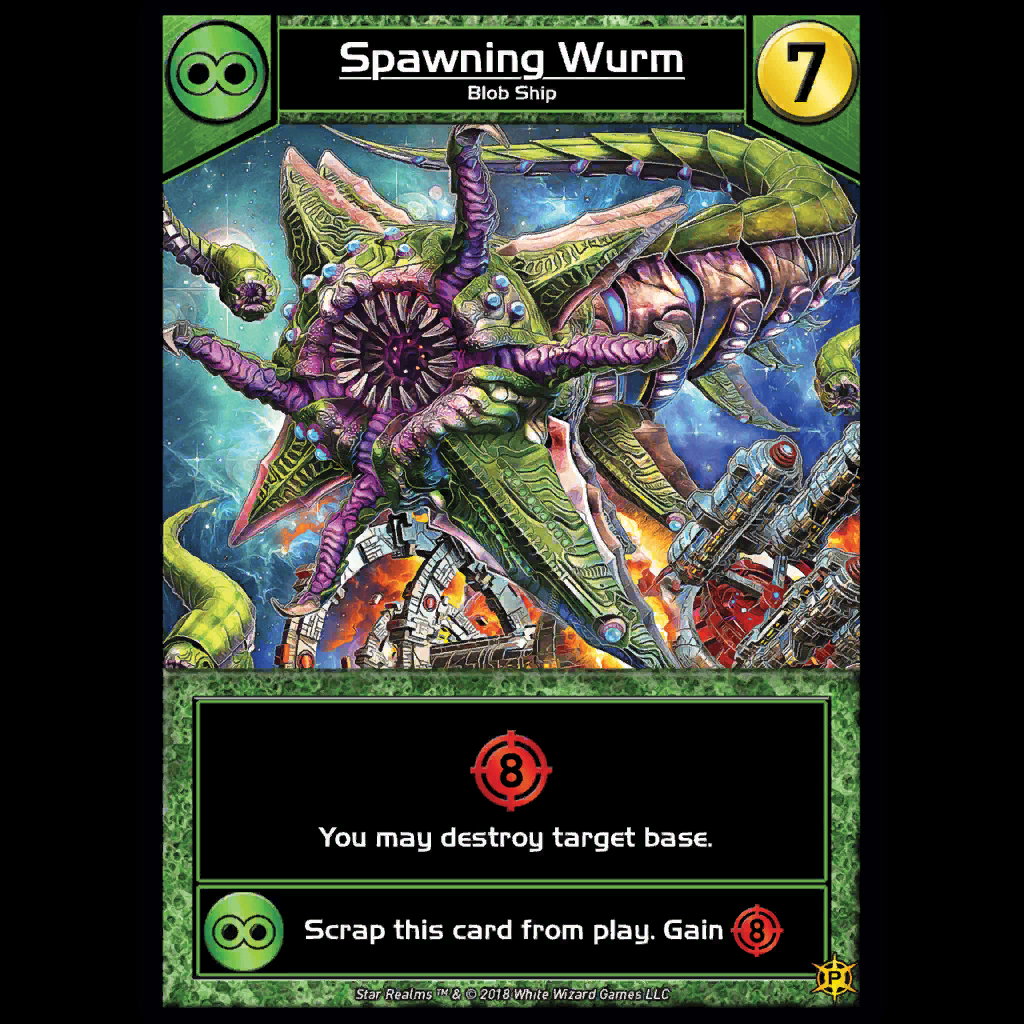 Spawning Wurm
7
Blob Ship
8
You may destroy target base.
Scrap this card from play. Gain 8
P
Star Realms ™ & © 2018 White Wizard Games LLC